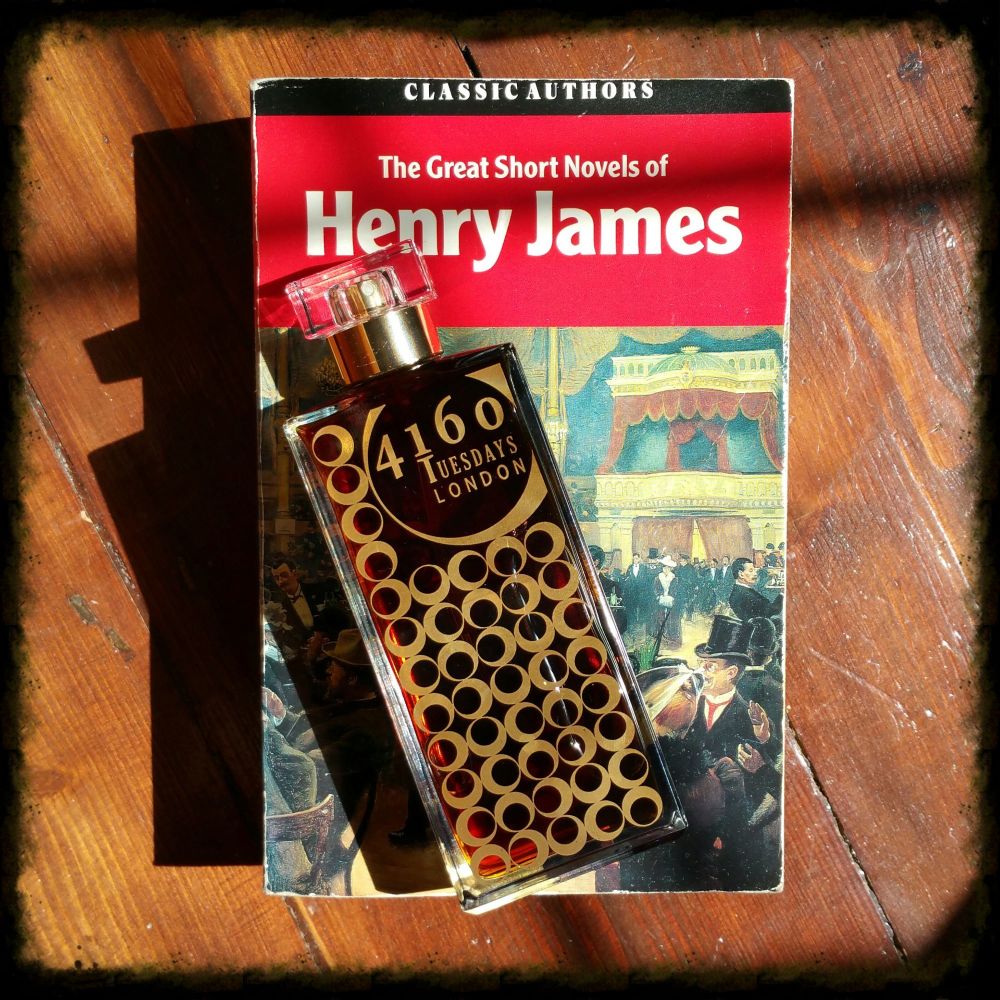 CLASSIC AUTHORS
The Great Short Novels of
Henry James
4160
TUESDAYS
LONDON